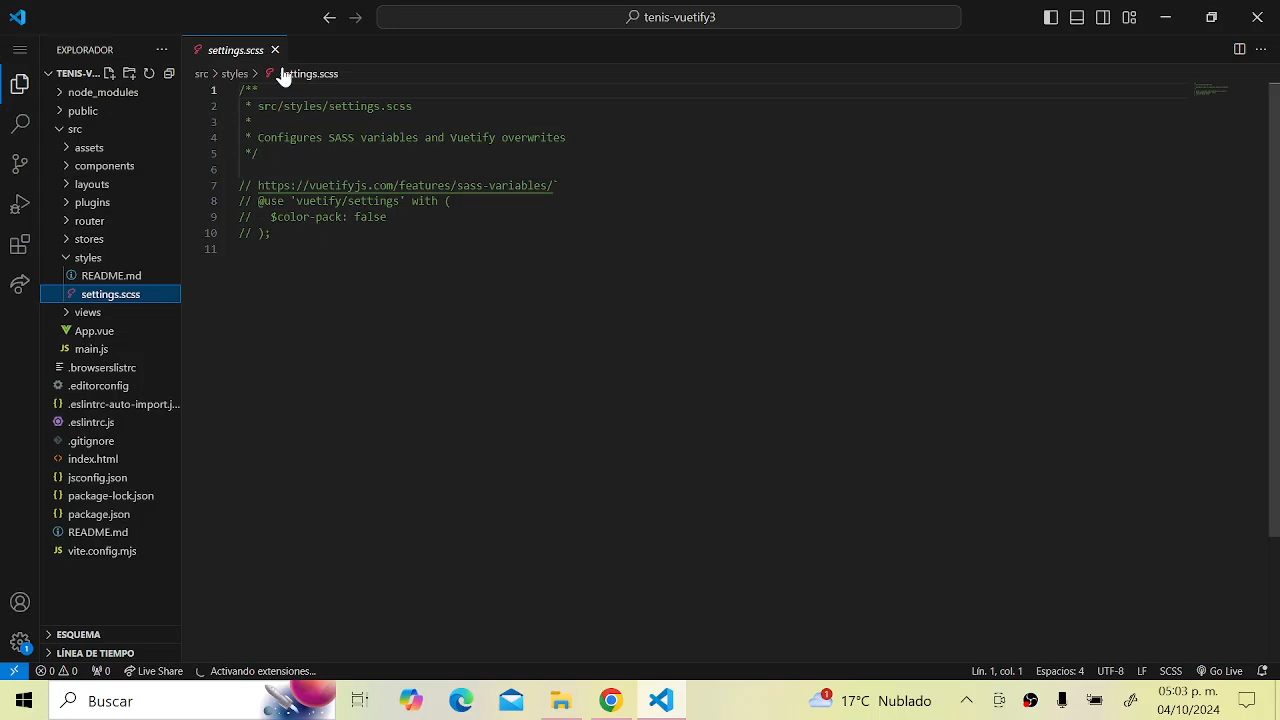 tenis-vuetify3
EXPLORADOR
settings.scss
TENIS-V...
src > styles > settings.scss
node_modules
public
src
assets
components
layouts
plugins
router
stores
styles
README.md
settings.scss
views
App.vue
main.js
.browserslistrc
.editorconfig
.eslintrc-auto-import.j...
.eslintrc.js
.gitignore
index.html
jsconfig.json
package-lock.json
package.json
README.md
vite.config.mjs
ESQUEMA
LÍNEA DE TIEMPO
1 /**
2 * src/styles/settings.scss
3 *
4 * Configures SASS variables and Vuetify overwrites
5 */
6
7 // https://vuetifyjs.com/features/sass-variables/`
8 // @use 'vuetify/settings' with (
9 // $color-pack: false
10 // );
11
1
0 0 0 Live Share Activando extensiones... Lín. 1, col. 1 Espacios: 4 UTF-8 LF SCSS Go Live
Buscar
1 17°C Nublado
05:03 p. m.
04/10/2024